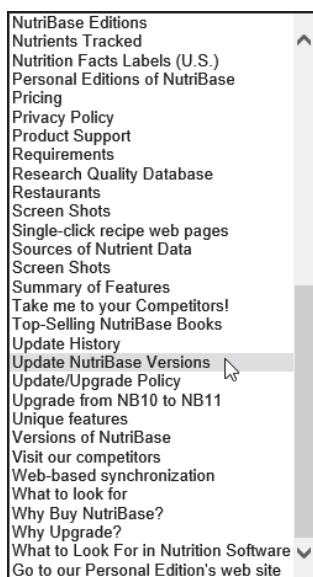 NutriBase Editions
Nutrients Tracked
Nutrition Facts Labels (U.S.)
Personal Editions of NutriBase
Pricing
Privacy Policy
Product Support
Requirements
Research Quality Database
Restaurants
Screen Shots
Single-click recipe web pages
Sources of Nutrient Data
Screen Shots
Summary of Features
Take me to your Competitors!
Top-Selling NutriBase Books
Update History
Update NutriBase Versions
Update/Upgrade Policy
Upgrade from NB10 to NB11
Unique features
Versions of NutriBase
Visit our competitors
Web-based synchronization
What to look for
Why Buy NutriBase?
Why Upgrade?
What to Look For in Nutrition Software
Go to our Personal Edition's web site